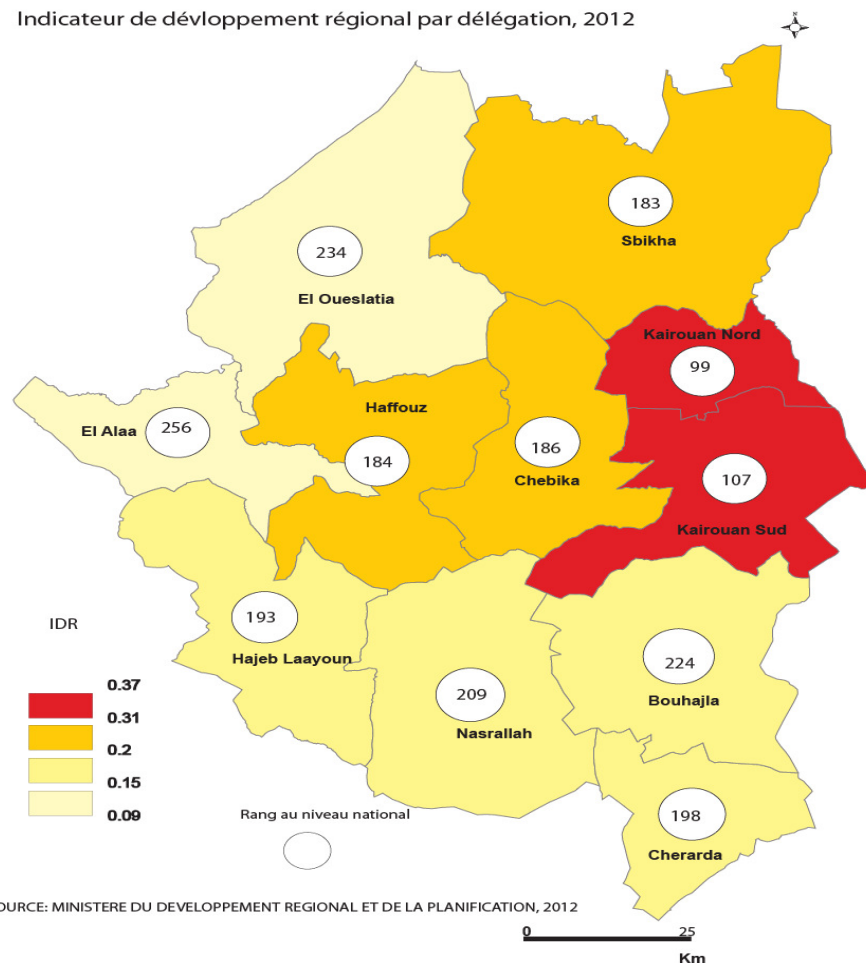 Indicateur de dévloppement régional par délégation, 2012
N
183
Sbikha
234
El Oueslatia
Kairouan Nord
99
Haffouz
El Alaa
256
186
184
Chebika
107
Kairouan Sud
193
Hajeb Laayoun
224
209
Bouhajla
Nasrallah
198
Cherarda
IDR
0.37
0.31
0.2
0.15
0.09
Rang au niveau national
OURCE: MINISTERE DU DEVELOPPEMENT REGIONAL ET DE LA PLANIFICATION, 2012
0 25
Km